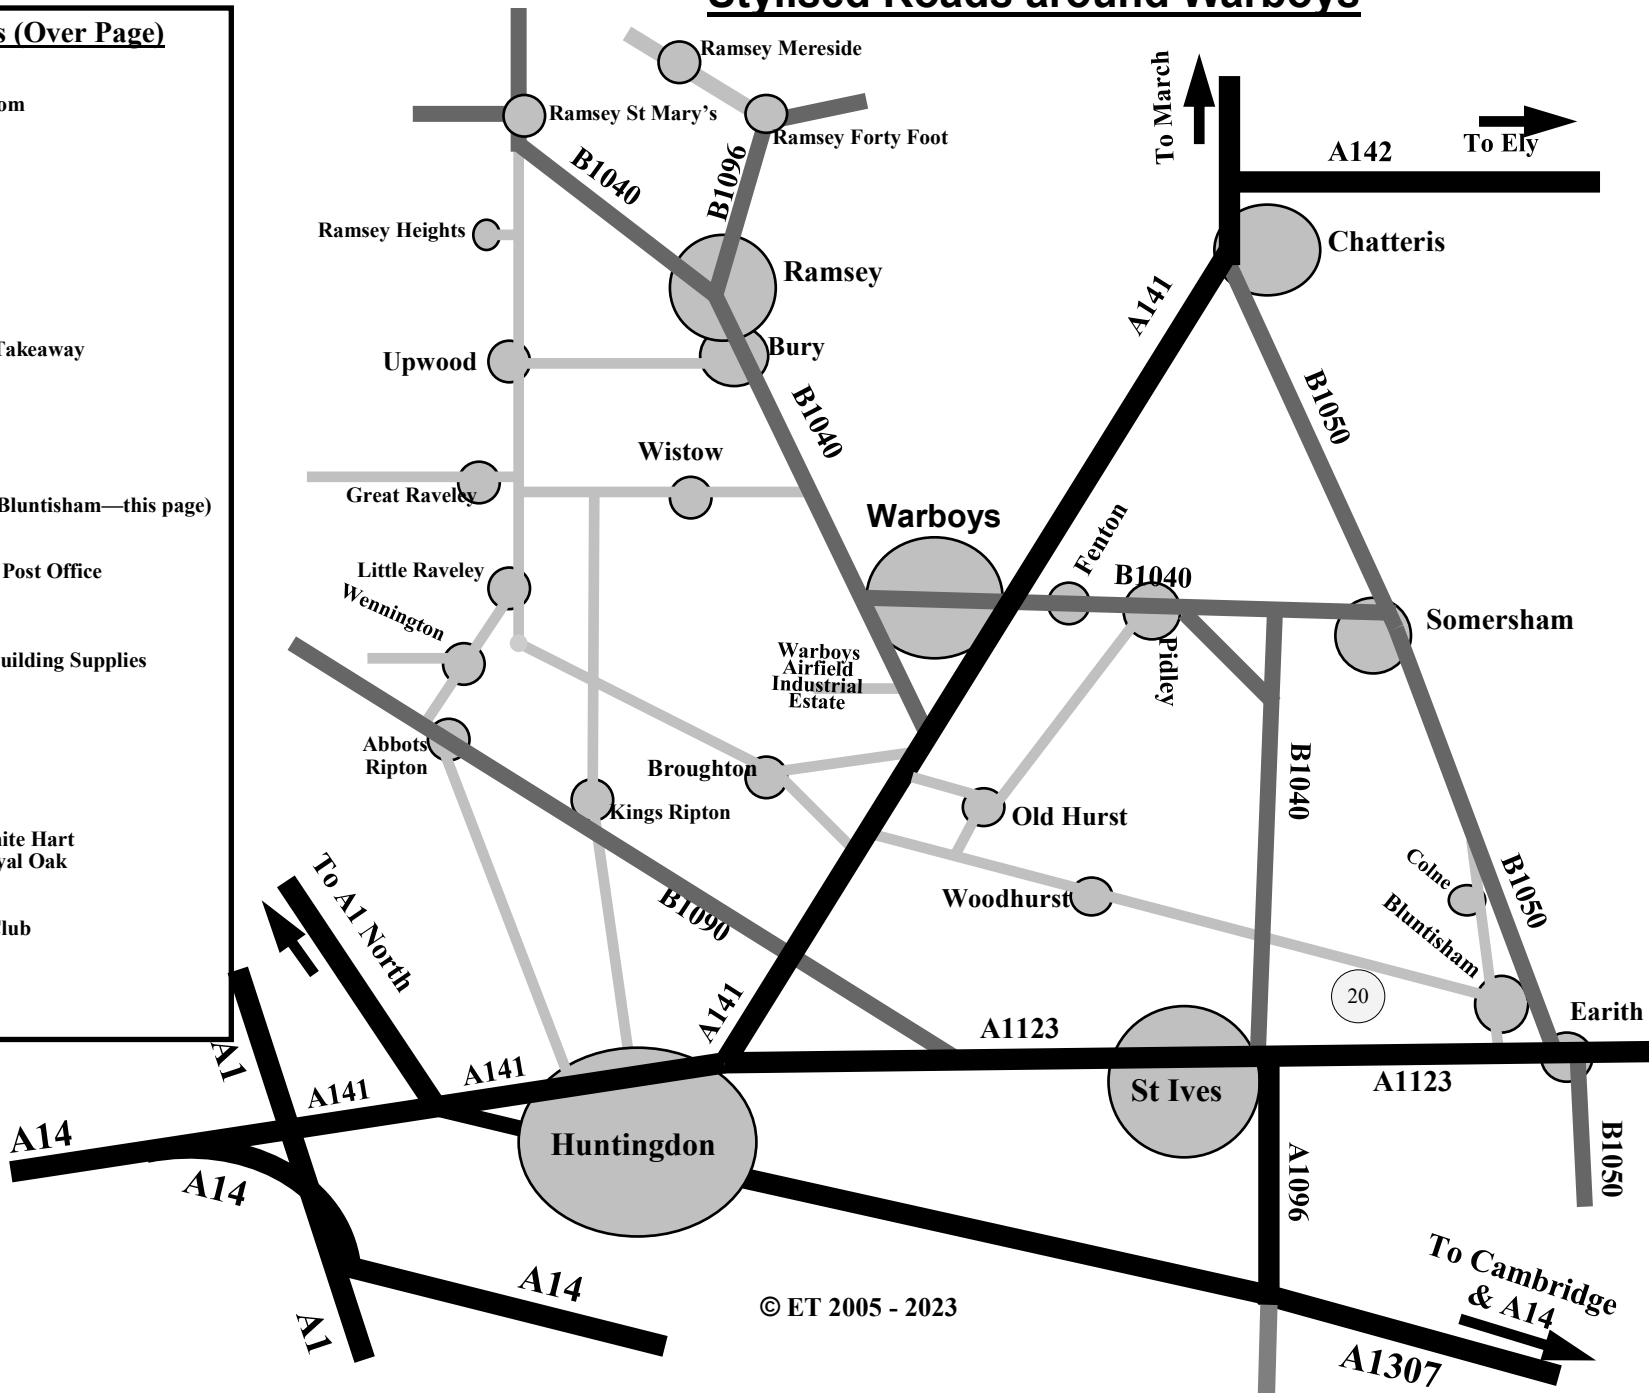 Stylised Roads around Warboys
s (Over Page)
om
Takeaway
Bluntisham—this page)
Post Office
uilding Supplies
ite Hart
yal Oak
lub
Ramsey Mereside
Ramsey St Mary's
Ramsey Forty Foot
B1040
B1096
To March
To Ely
A142
Ramsey Heights
Ramsey
Chatteris
A141
Upwood
Bury
B1040
B1050
Wistow
Great Raveley
Warboys
Fenton
B1040
Little Raveley
Wennington
Somersham
Pidley
Warboys
Airfield
Industrial
Estate
Abbots
Ripton
Broughton
Kings Ripton
B1040
Old Hurst
To A1 North
B1090
Woodhurst
Colne
B1050
Bluntisham
20
A141
A1123
Earith
A1
A141
A141
St Ives
A1123
A14
Huntingdon
A14
A1096
B1050
A14
To Cambridge
& A14
A1
© ET 2005 - 2023
A1307